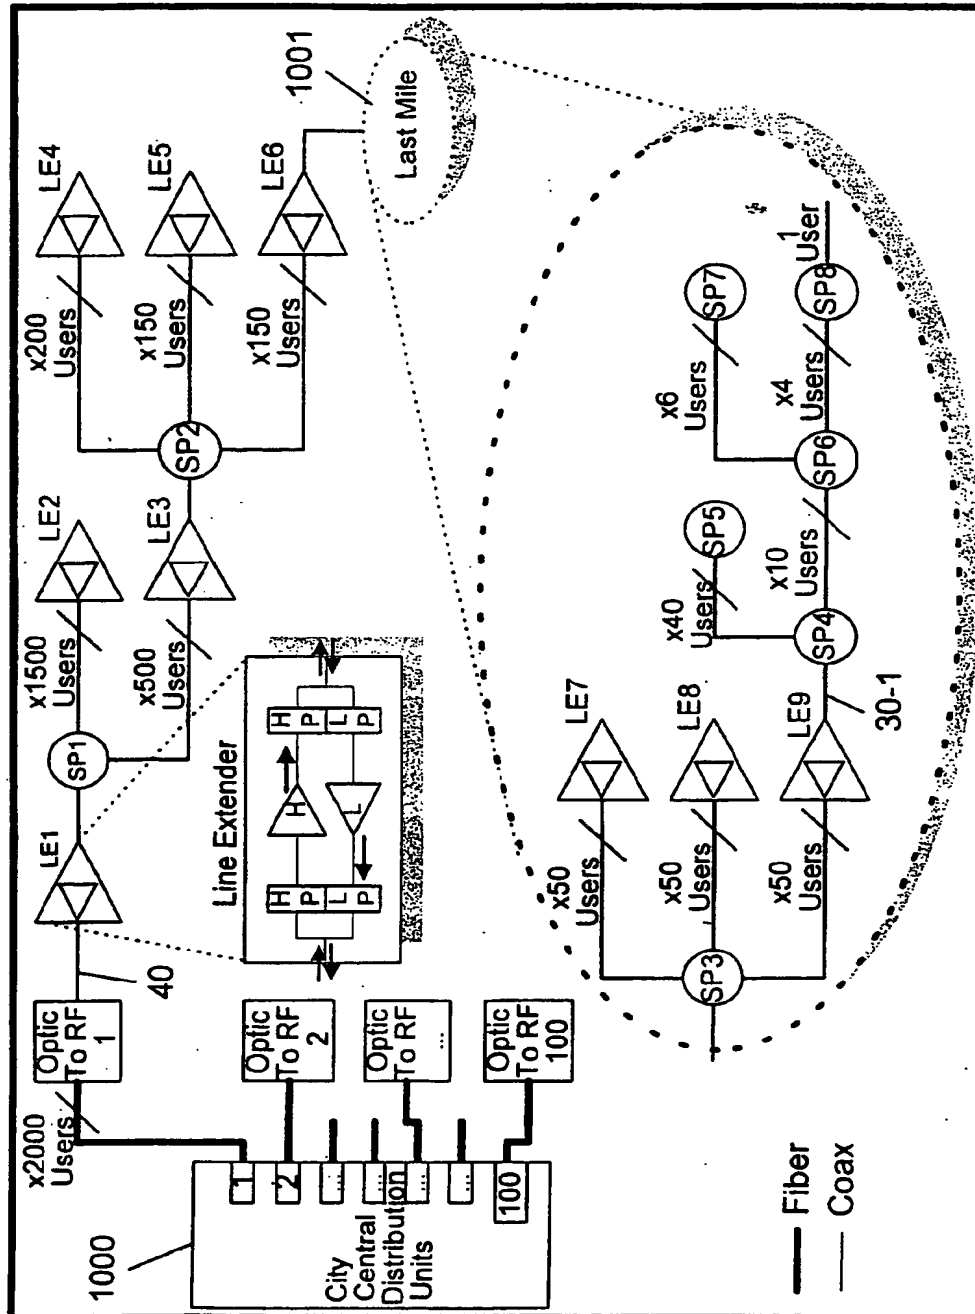 1000
City
Central
Distribution
Units
1
2
...
...
...
...
100
x2000
Users
Optic
To RF
1
Optic
To RF
2
Optic
To RF
...
Optic
To RF
100
40
LE1
SP1
x1500
Users
LE2
x500
Users
LE3
SP2
x200
Users
LE4
x150
Users
LE5
x150
Users
LE6
1001
Last Mile
Line Extender
H
P
L
P
H
L
H
P
L
P
SP3
x50
Users
LE7
x50
Users
LE8
x50
Users
LE9
30-1
SP4
x40
Users
SP5
x10
Users
SP6
x6
Users
SP7
x4
Users
SP8
1
User
Fiber
Coax